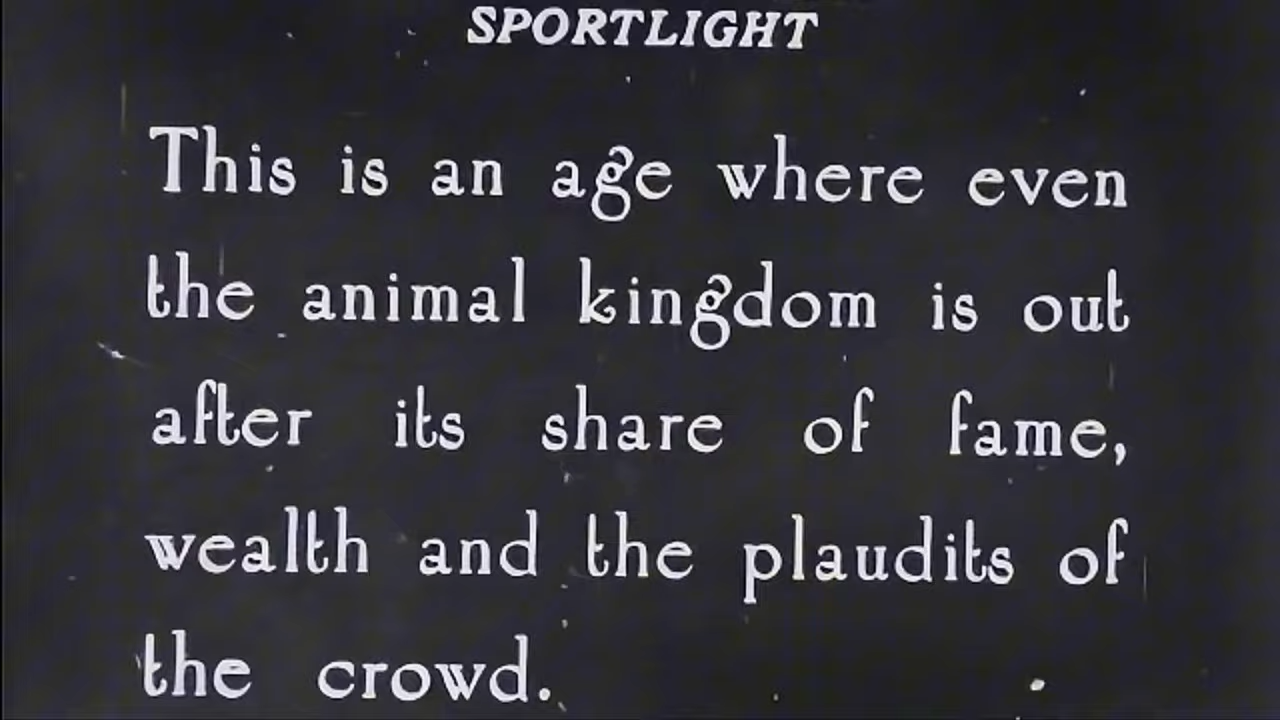 SPORTLIGHT
This is an age where even
the animal kingdom is out
after its share of fame,
wealth and the plaudits of
the crowd.